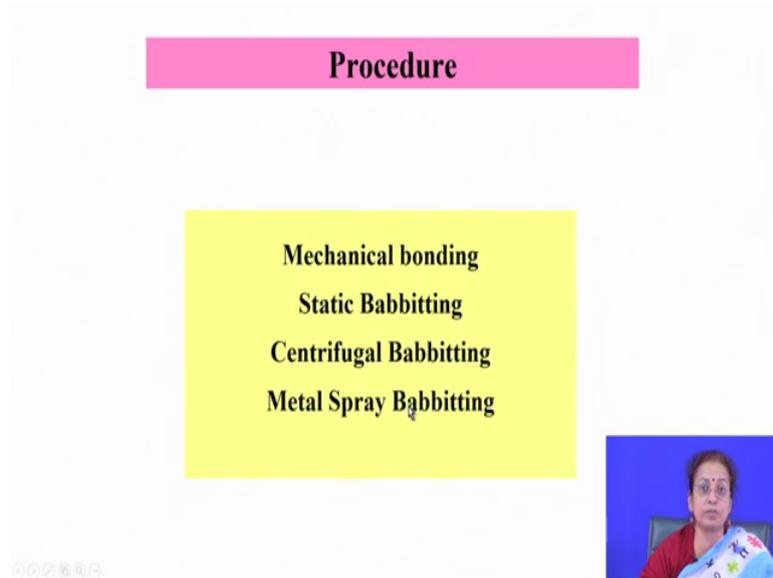 Procedure
Mechanical bonding
Static Babbitting
Centrifugal Babbitting
Metal Spray Babbitting